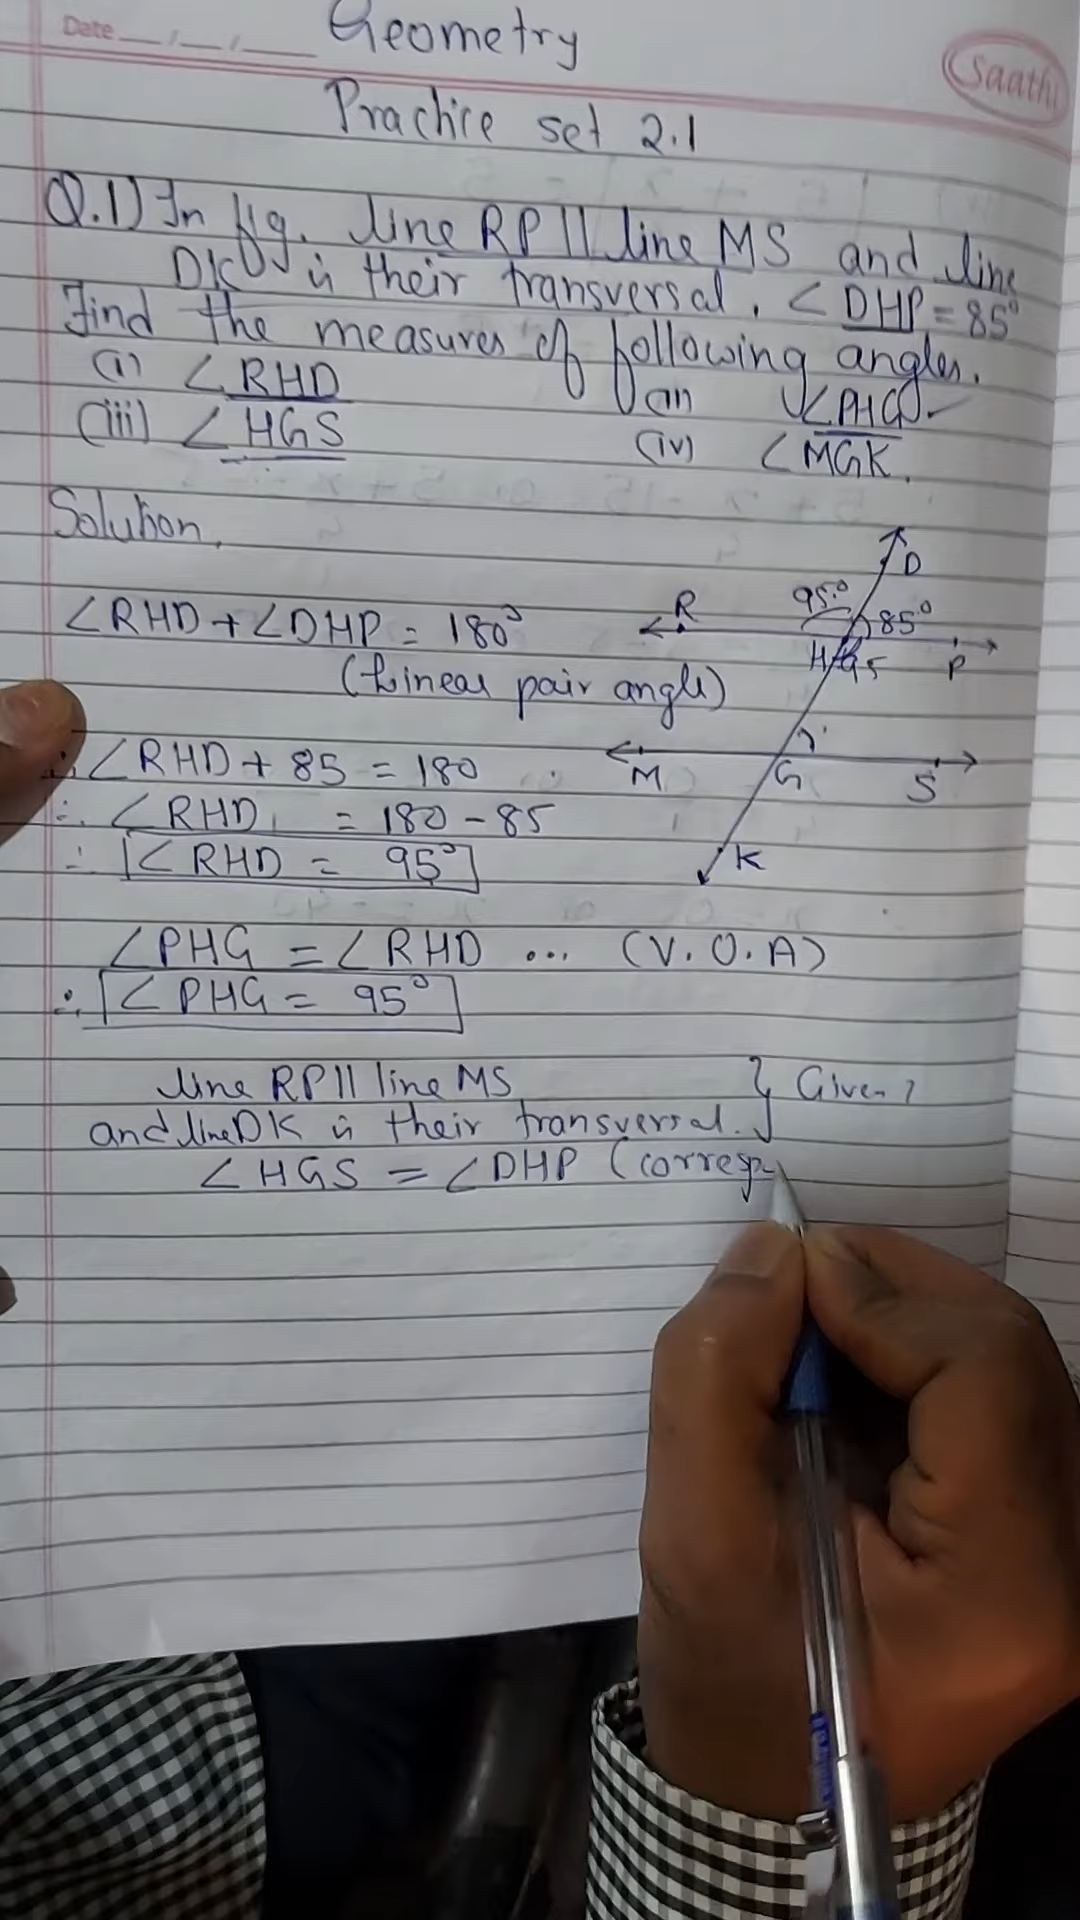 Date
Geometry
Saathi
Practice set 2.1
Q.1) In fig. line RP || line MS and line
DK is their transversal. ∠DHP = 85°
Find the measures of following angles.
(i) ∠RHD (ii) ∠PHG
(iii) ∠HGS (iv) ∠MGK.
Solution,
D
95°
R
85°
∠RHD + ∠DHP = 180°
H 95 P
(Linear pair angle)
∴ ∠RHD + 85 = 180
M G S
∴ ∠RHD = 180 - 85
∴ ∠RHD = 95°
K
∠PHG = ∠RHD ... (V.O.A)
∴ ∠PHG = 95°
line RP || line MS } Given
and line DK is their transversal.
∠HGS = ∠DHP (corresp